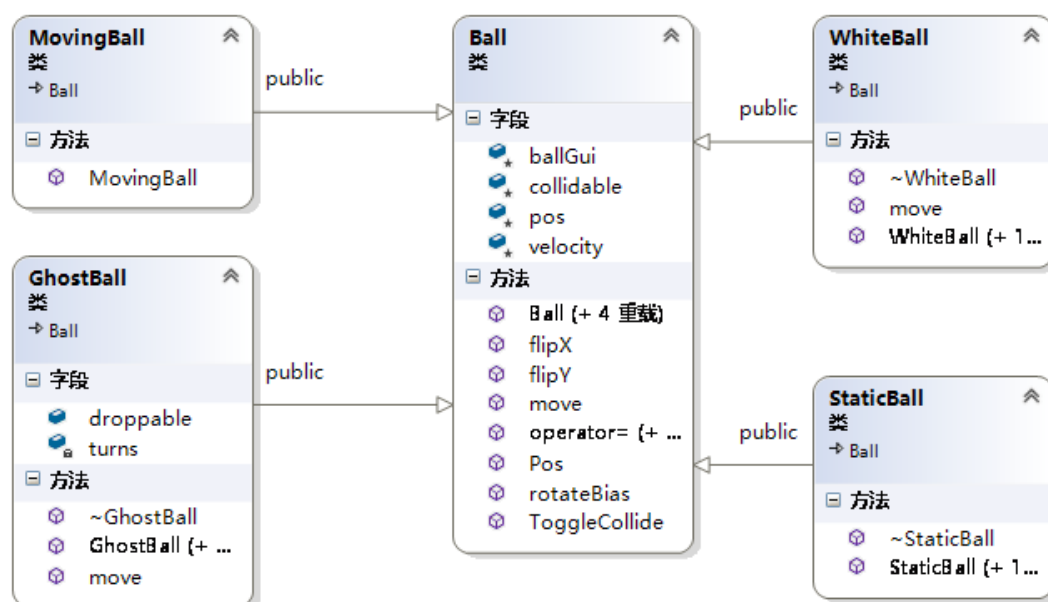 MovingBall
类
Ball
方法
MovingBall
public
GhostBall
类
Ball
字段
droppable
turns
方法
~GhostBall
GhostBall (+ ...
move
public
Ball
类
字段
ballGui
collidable
pos
velocity
方法
Ball (+ 4 重载)
flipX
flipY
move
operator= (+ ...
Pos
rotateBias
ToggleCollide
public
WhiteBall
类
Ball
方法
~WhiteBall
move
WhiteBall (+ 1...
public
StaticBall
类
Ball
方法
~StaticBall
StaticBall (+ 1...